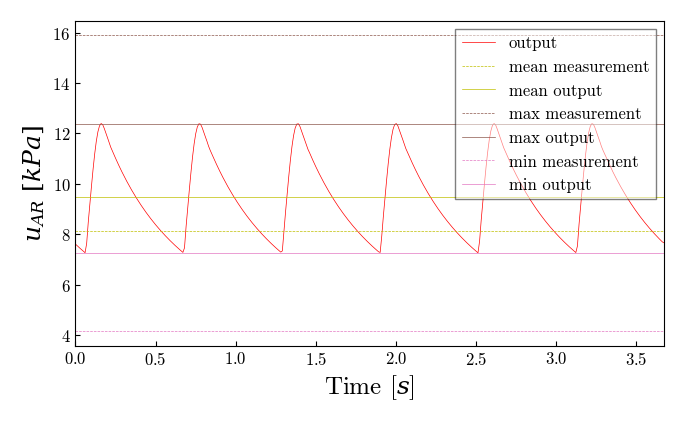 16
14
12
10
8
6
4
u_{AR} [kPa]
output
mean measurement
mean output
max measurement
max output
min measurement
min output
0.0 0.5 1.0 1.5 2.0 2.5 3.0 3.5
Time [s]